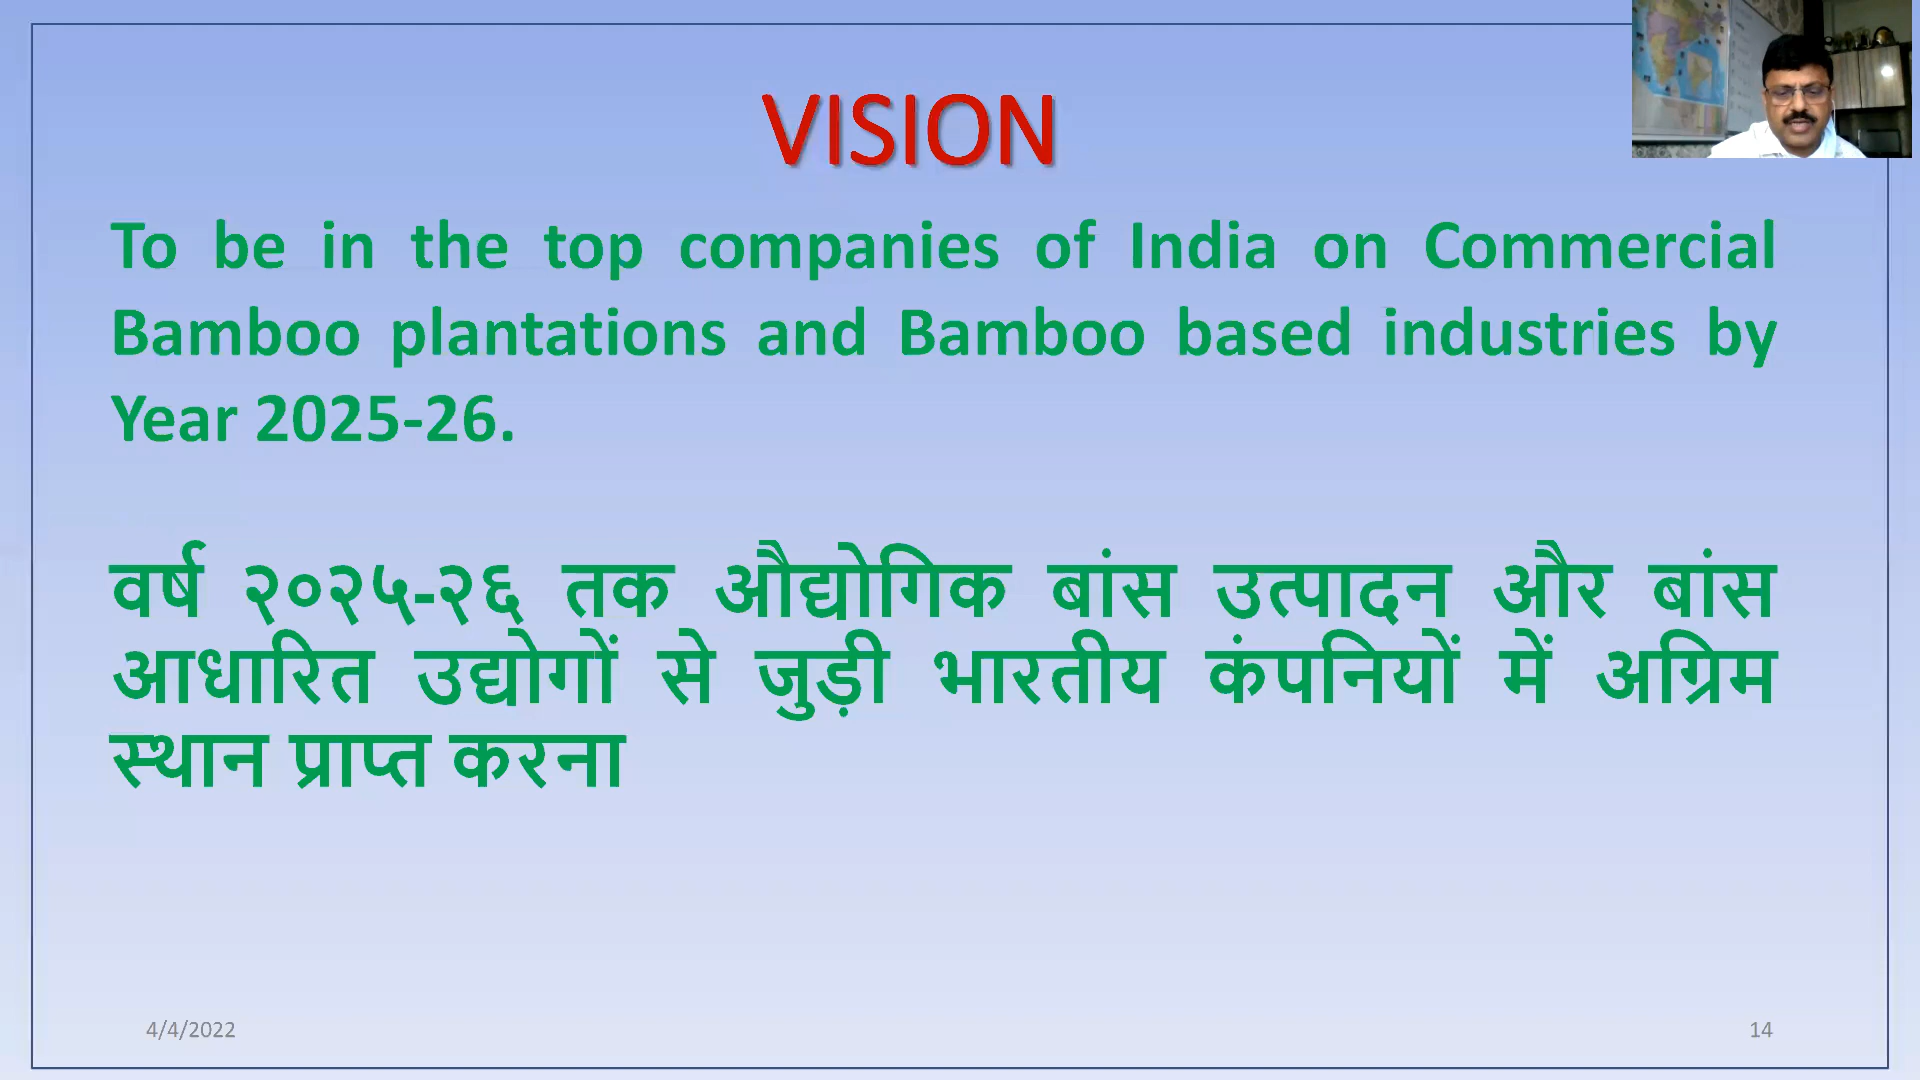 VISION
To be in the top companies of India on Commercial
Bamboo plantations and Bamboo based industries by
Year 2025-26.
वर्ष २०२५-२६ तक औद्योगिक बांस उत्पादन और बांस
आधारित उद्योगों से जुड़ी भारतीय कंपनियों में अग्रिम
स्थान प्राप्त करना
4/4/2022
14